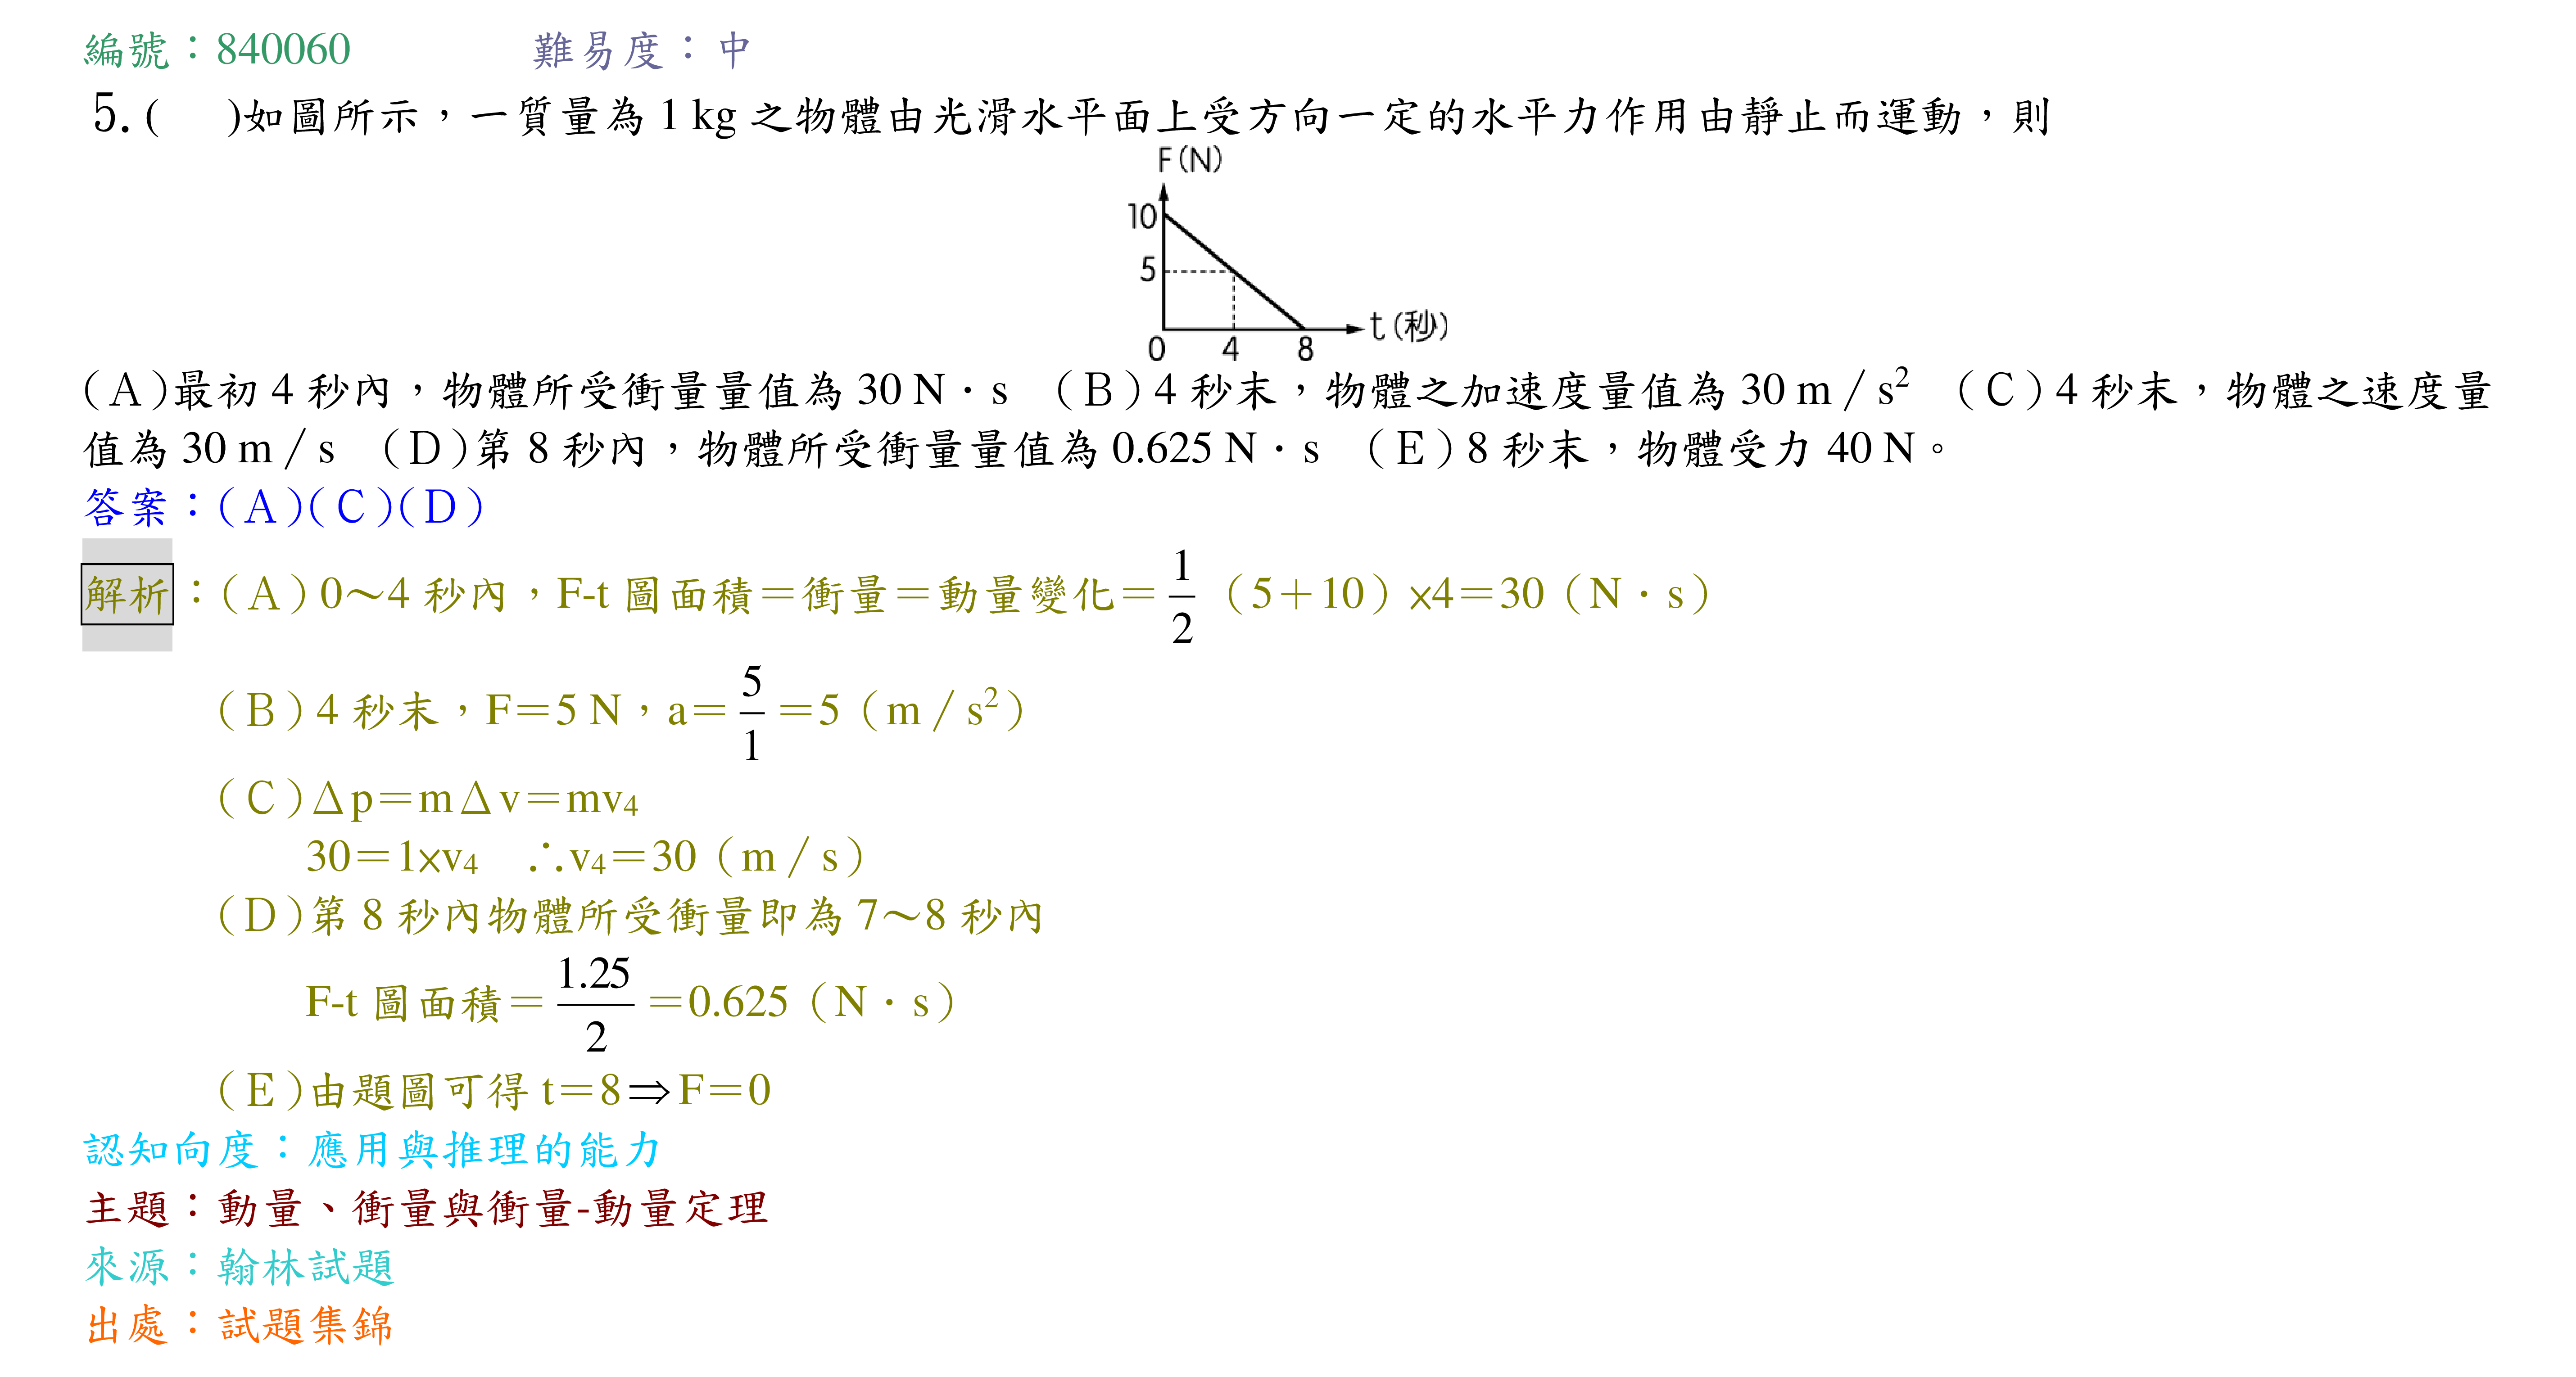 編號：840060 難易度：中
5.( )如圖所示，一質量為 1 kg 之物體由光滑水平面上受方向一定的水平力作用由靜止而運動，則
F(N)
10
5
0 4 8 t(秒)
(A)最初 4 秒內，物體所受衝量量值為 30 N．s （B）4 秒末，物體之加速度量值為 30 m／s² （C）4 秒末，物體之速度量
值為 30 m／s （D)第 8 秒內，物體所受衝量量值為 0.625 N．s （E）8 秒末，物體受力 40 N。
答案：(A)(C)(D)
解析：(A）0～4 秒內，F-t 圖面積＝衝量＝動量變化＝1/2（5＋10）×4＝30（N．s）
（B）4 秒末，F＝5 N，a＝5/1＝5（m／s²）
（C）Δp＝mΔv＝mv₄
30＝1×v₄ ∴v₄＝30（m／s）
（D)第 8 秒內物體所受衝量即為 7～8 秒內
F-t 圖面積＝1.25/2＝0.625（N．s）
（E)由題圖可得 t＝8⇒F＝0
認知向度：應用與推理的能力
主題：動量、衝量與衝量-動量定理
來源：翰林試題
出處：試題集錦